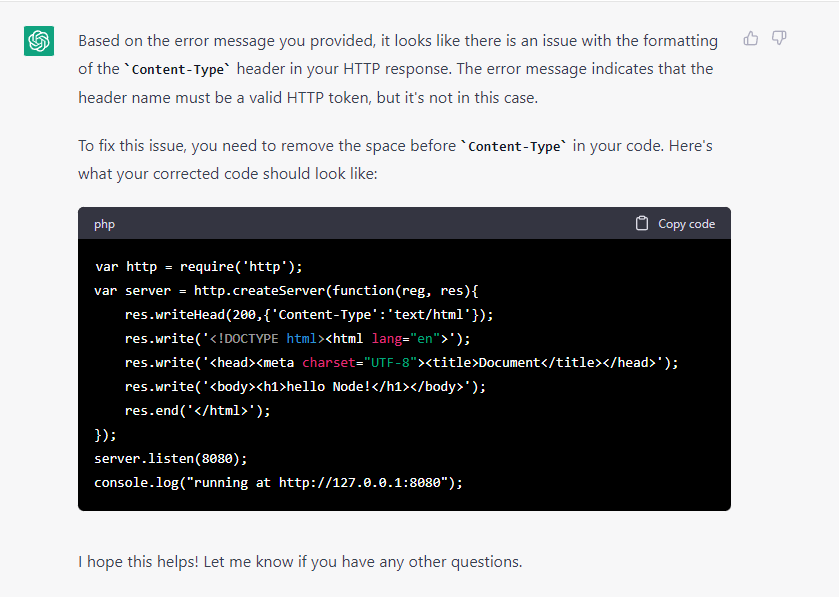 Based on the error message you provided, it looks like there is an issue with the formatting
of the `Content-Type` header in your HTTP response. The error message indicates that the
header name must be a valid HTTP token, but it's not in this case.
To fix this issue, you need to remove the space before `Content-Type` in your code. Here's
what your corrected code should look like:
php Copy code
var http = require('http');
var server = http.createServer(function(reg, res){
    res.writeHead(200,{'Content-Type':'text/html'});
    res.write('<!DOCTYPE html><html lang="en">');
    res.write('<head><meta charset="UTF-8"><title>Document</title></head>');
    res.write('<body><h1>hello Node!</h1></body>');
    res.end('</html>');
});
server.listen(8080);
console.log("running at http://127.0.0.1:8080");
I hope this helps! Let me know if you have any other questions.